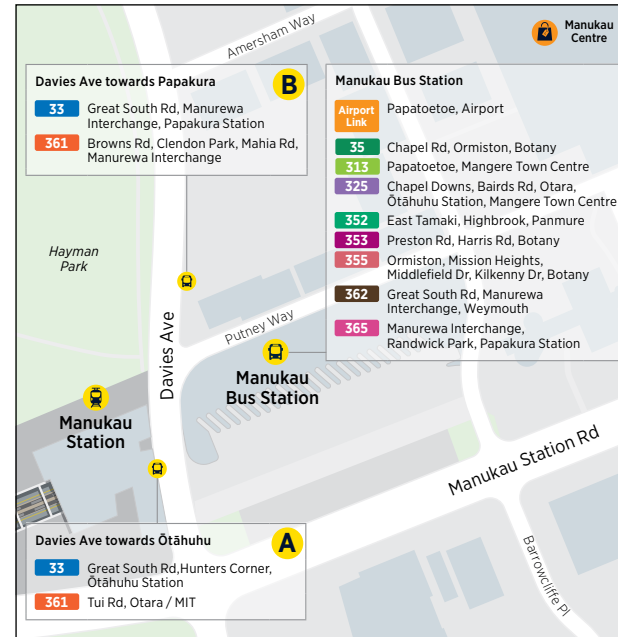 Amersham Way
Manukau
Centre
Davies Ave towards Papakura
B
33 Great South Rd, Manurewa
Interchange, Papakura Station
361 Browns Rd, Clendon Park, Mahia Rd,
Manurewa Interchange
Manukau Bus Station
Airport
Link
Papatoetoe, Airport
35 Chapel Rd, Ormiston, Botany
313 Papatoetoe, Mangere Town Centre
325 Chapel Downs, Bairds Rd, Otara,
Ōtāhuhu Station, Mangere Town Centre
352 East Tamaki, Highbrook, Panmure
353 Preston Rd, Harris Rd, Botany
355 Ormiston, Mission Heights,
Middlefield Dr, Kilkenny Dr, Botany
362 Great South Rd, Manurewa
Interchange, Weymouth
365 Manurewa Interchange,
Randwick Park, Papakura Station
Hayman
Park
Davies Ave
Putney Way
Manukau
Bus Station
Manukau
Station
Manukau Station Rd
Barrowcliffe Pl
Davies Ave towards Ōtāhuhu
A
33 Great South Rd,Hunters Corner,
Ōtāhuhu Station
361 Tui Rd, Otara / MIT